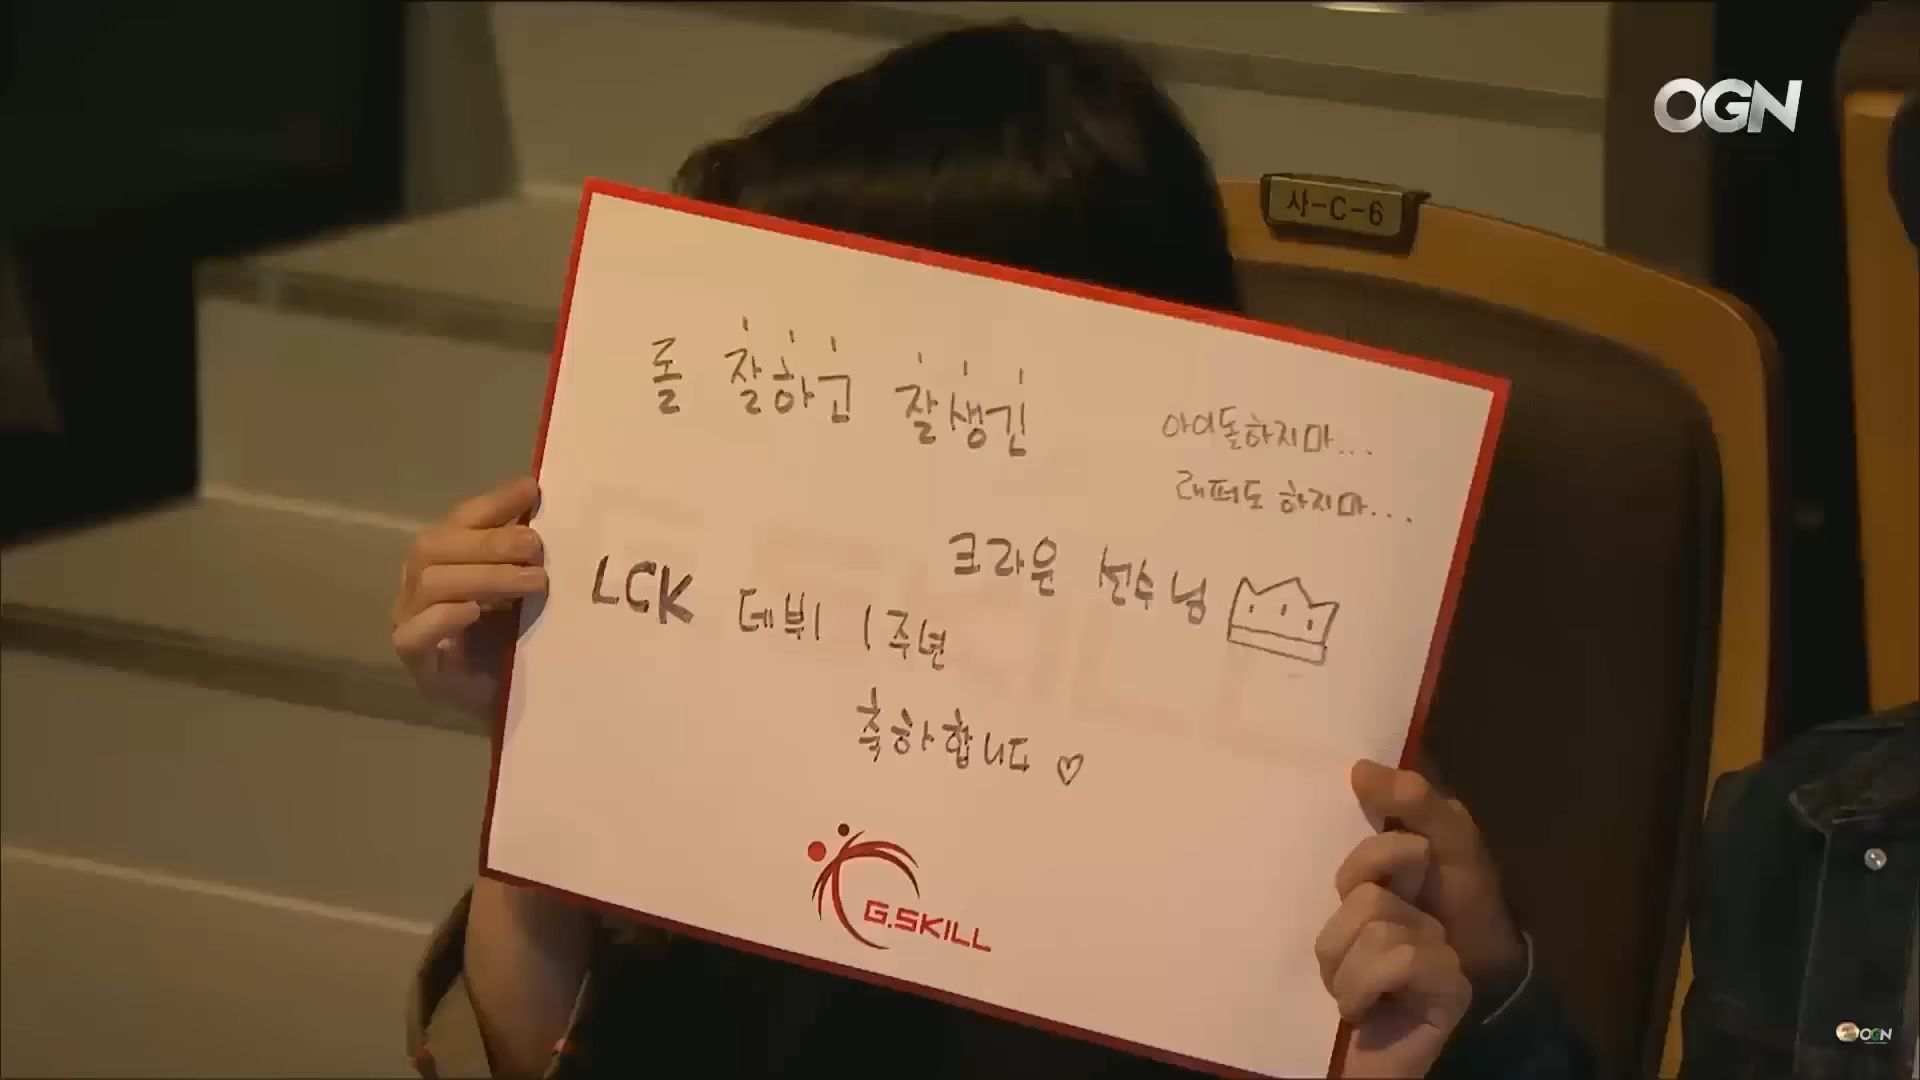 OGN
사-C-6
롤 잘하고 잘생긴
아이돌하지마...
래퍼도 하지마...
크라운 선수님
LCK 데뷔 1주년
축하합니다 ♡
G.SKILL
OGN